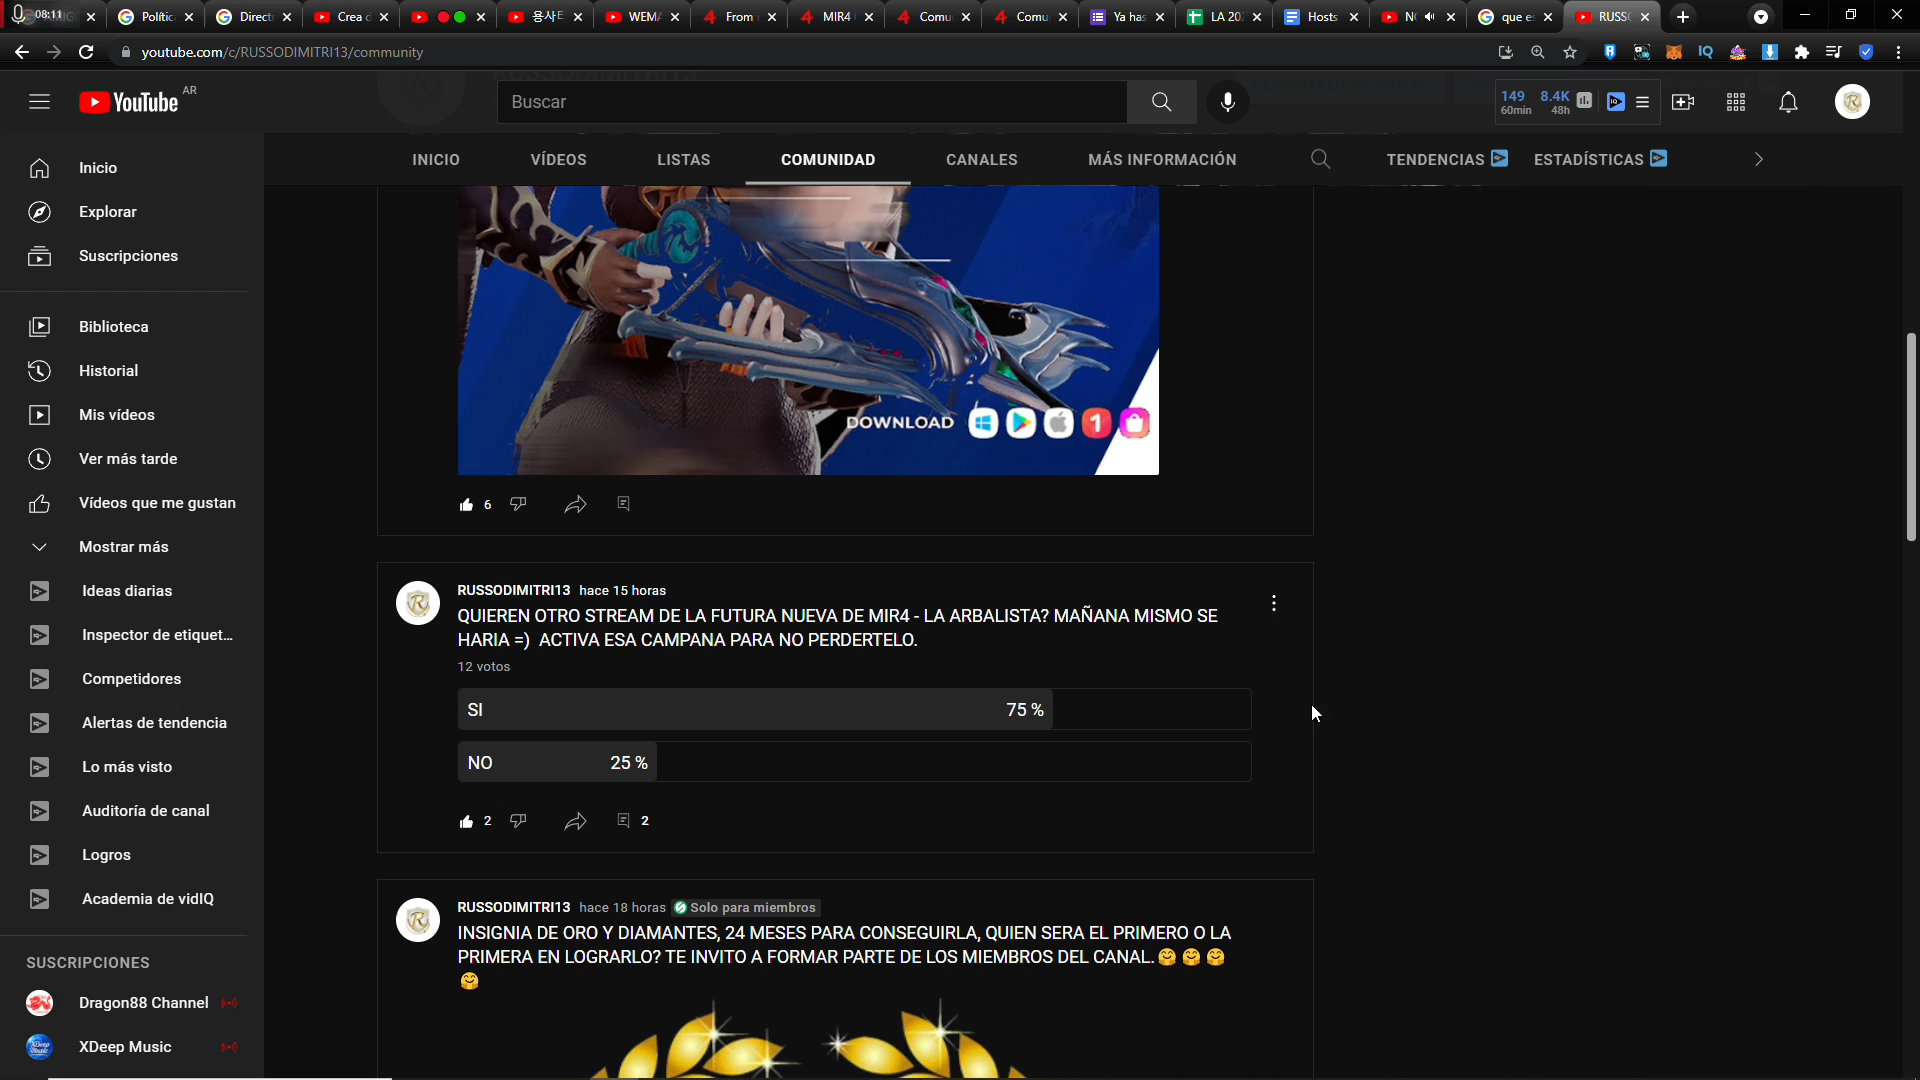 08:11
Políti
Direct
Crea d
용사
WEMA
From
MIR4
Comu
Comu
Ya has
LA 20
Hosts
N
que e
RUSS
youtube.com/c/RUSSODIMITRI13/community
YouTube AR
Buscar
149 60min
8.4K 48h
INICIO VÍDEOS LISTAS COMUNIDAD CANALES MÁS INFORMACIÓN TENDENCIAS ESTADÍSTICAS
Inicio
Explorar
Suscripciones
Biblioteca
Historial
Mis vídeos
Ver más tarde
Vídeos que me gustan
Mostrar más
Ideas diarias
Inspector de etiquet...
Competidores
Alertas de tendencia
Lo más visto
Auditoría de canal
Logros
Academia de vidIQ
SUSCRIPCIONES
Dragon88 Channel
XDeep Music
DOWNLOAD
6
RUSSODIMITRI13 hace 15 horas
QUIEREN OTRO STREAM DE LA FUTURA NUEVA DE MIR4 - LA ARBALISTA? MAÑANA MISMO SE
HARIA =) ACTIVA ESA CAMPANA PARA NO PERDERTELO.
12 votos
SI 75 %
NO 25 %
2 2
RUSSODIMITRI13 hace 18 horas Solo para miembros
INSIGNIA DE ORO Y DIAMANTES, 24 MESES PARA CONSEGUIRLA, QUIEN SERA EL PRIMERO O LA
PRIMERA EN LOGRARLO? TE INVITO A FORMAR PARTE DE LOS MIEMBROS DEL CANAL. 🤗 🤗 🤗
🤗